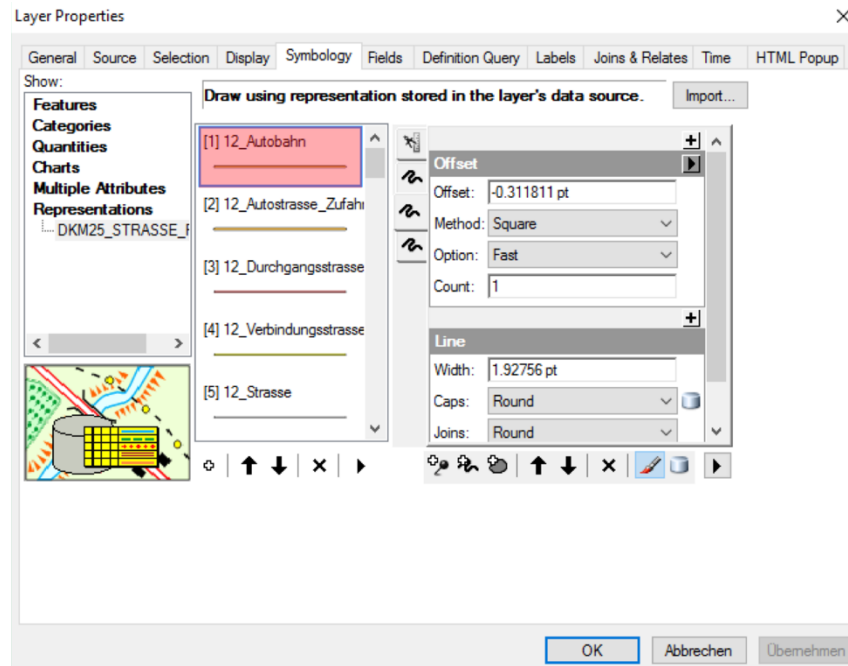 Layer Properties
General Source Selection Display Symbology Fields Definition Query Labels Joins & Relates Time HTML Popup
Show:
Features
Categories
Quantities
Charts
Multiple Attributes
Representations
DKM25_STRASSE_F
Draw using representation stored in the layer's data source.
Import...
[1] 12_Autobahn
[2] 12_Autostrasse_Zufahr
[3] 12_Durchgangsstrasse
[4] 12_Verbindungsstrasse
[5] 12_Strasse
Offset
Offset: -0.311811 pt
Method: Square
Option: Fast
Count: 1
Line
Width: 1.92756 pt
Caps: Round
Joins: Round
OK Abbrechen Übernehmen